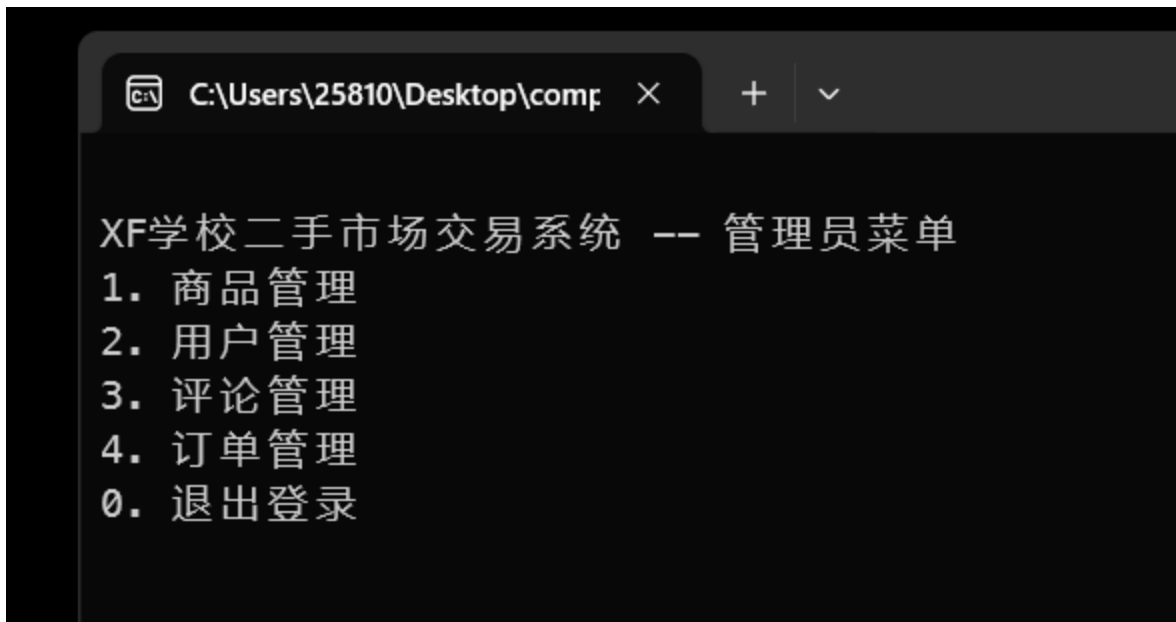 C:\Users\25810\Desktop\comp
XF学校二手市场交易系统 -- 管理员菜单
1. 商品管理
2. 用户管理
3. 评论管理
4. 订单管理
0. 退出登录